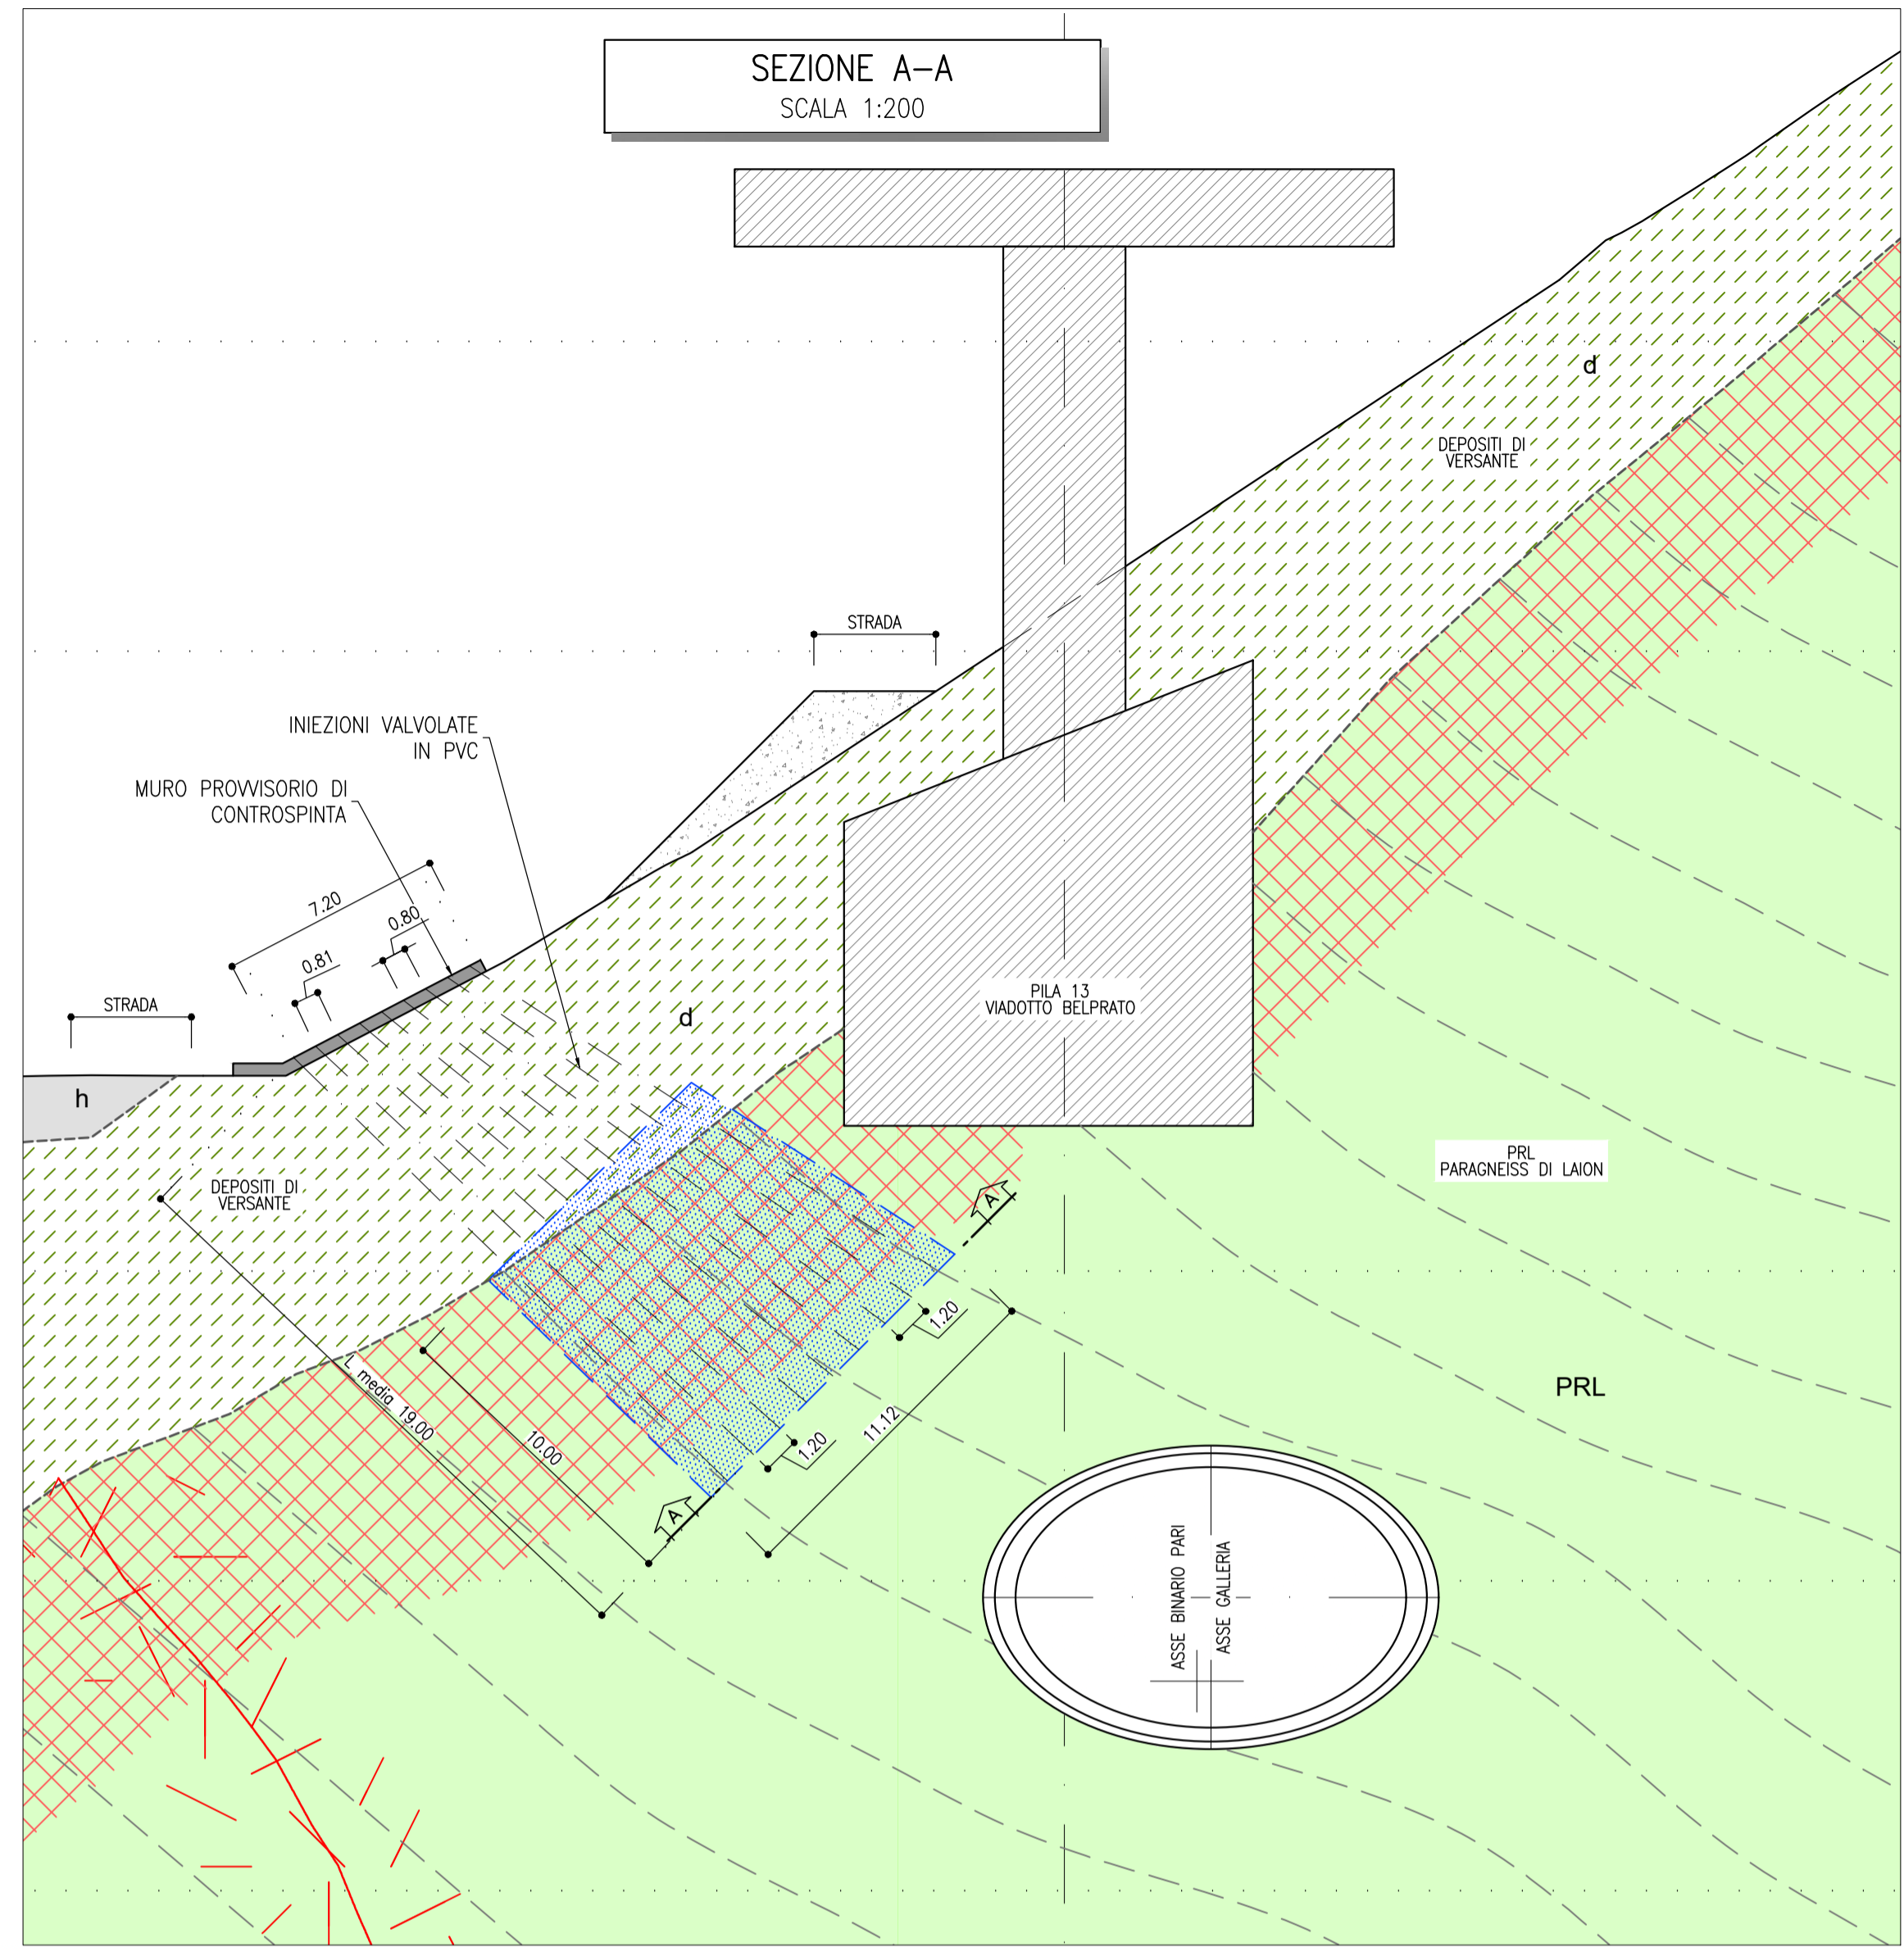 SEZIONE A–A
SCALA 1:200
d
DEPOSITI DI
VERSANTE
STRADA
INIEZIONI VALVOLATE
IN PVC
MURO PROVVISORIO DI
CONTROSPINTA
7.20
0.80
0.81
STRADA
d
PILA 13
VIADOTTO BELPRATO
h
DEPOSITI DI
VERSANTE
PRL
PARAGNEISS DI LAION
A
1.20
L media 19.00
10.00
11.12
1.20
PRL
A
ASSE BINARIO PARI
ASSE GALLERIA